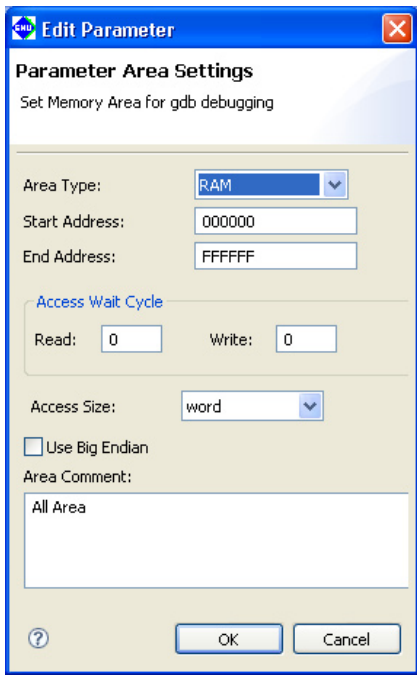 GNU Edit Parameter
Parameter Area Settings
Set Memory Area for gdb debugging
Area Type: RAM
Start Address: 000000
End Address: FFFFFF
Access Wait Cycle
Read: 0 Write: 0
Access Size: word
Use Big Endian
Area Comment:
All Area
? OK Cancel